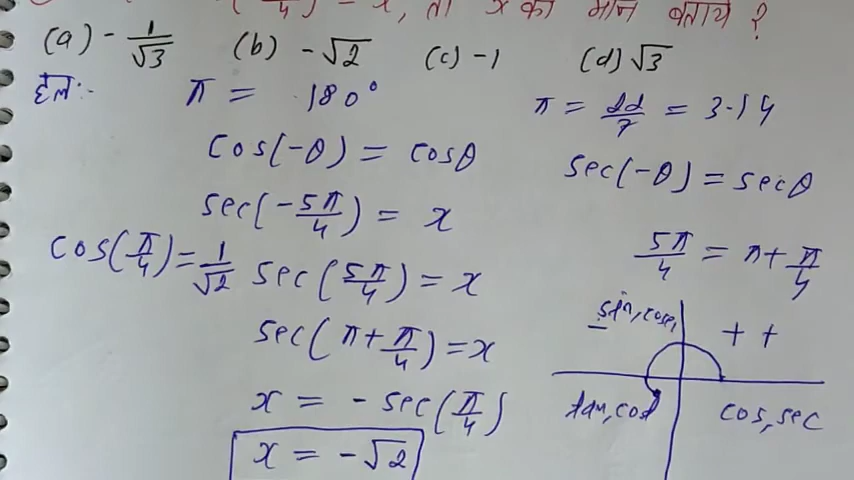 π/4) = x, तो x का मान बताये ?
(a) - 1/√3 (b) - √2 (c) -1 (d) √3
हल:- π = 180°
π = 22/7 = 3.14
cos(-θ) = cosθ
sec(-θ) = secθ
sec(-5π/4) = x
cos(π/4) = 1/√2
5π/4 = π + π/4
sec(5π/4) = x
sec(π + π/4) = x
x = - sec(π/4)
x = -√2
sin, cosec
+ +
tan, cot
cos, sec